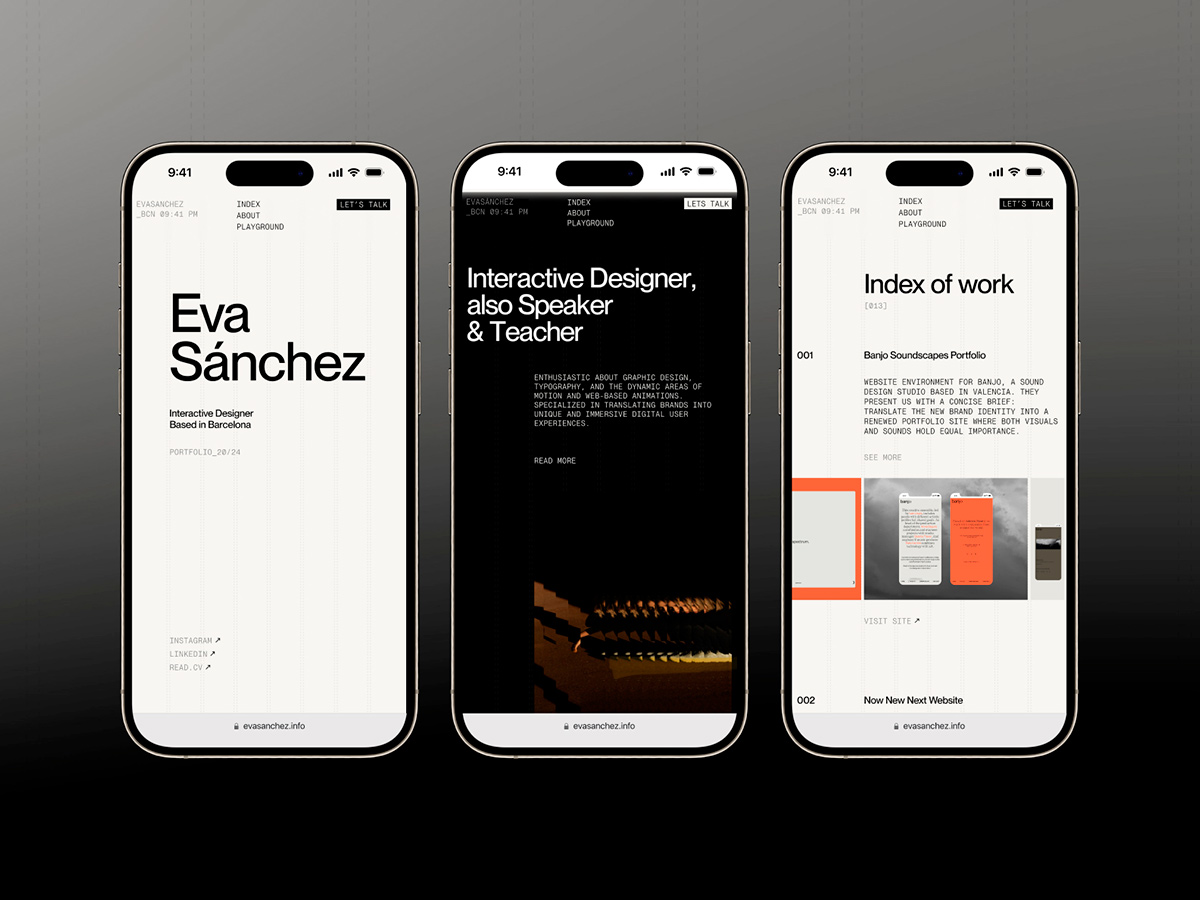 9:41
EVASANCHEZ
_BCN 09:41 PM
INDEX
ABOUT
PLAYGROUND
LET'S TALK
Eva
Sánchez
Interactive Designer
Based in Barcelona
PORTFOLIO_20/24
INSTAGRAM ↗
LINKEDIN ↗
READ.CV ↗
evasanchez.info
9:41
EVASÁNCHEZ
_BCN 09:41 PM
INDEX
ABOUT
PLAYGROUND
LETS TALK
Interactive Designer,
also Speaker
& Teacher
ENTHUSIASTIC ABOUT GRAPHIC DESIGN,
TYPOGRAPHY, AND THE DYNAMIC AREAS OF
MOTION AND WEB-BASED ANIMATIONS.
SPECIALIZED IN TRANSLATING BRANDS INTO
UNIQUE AND IMMERSIVE DIGITAL USER
EXPERIENCES.
READ MORE
evasanchez.info
9:41
EVASANCHEZ
_BCN 09:41 PM
INDEX
ABOUT
PLAYGROUND
LET'S TALK
Index of work
[013]
001
Banjo Soundscapes Portfolio
WEBSITE ENVIRONMENT FOR BANJO, A SOUND
DESIGN STUDIO BASED IN VALENCIA. THEY
PRESENT US WITH A CONCISE BRIEF:
TRANSLATE THE NEW BRAND IDENTITY INTO A
RENEWED PORTFOLIO SITE WHERE BOTH VISUALS
AND SOUNDS HOLD EQUAL IMPORTANCE.
SEE MORE
VISIT SITE ↗
002
Now New Next Website
evasanchez.info